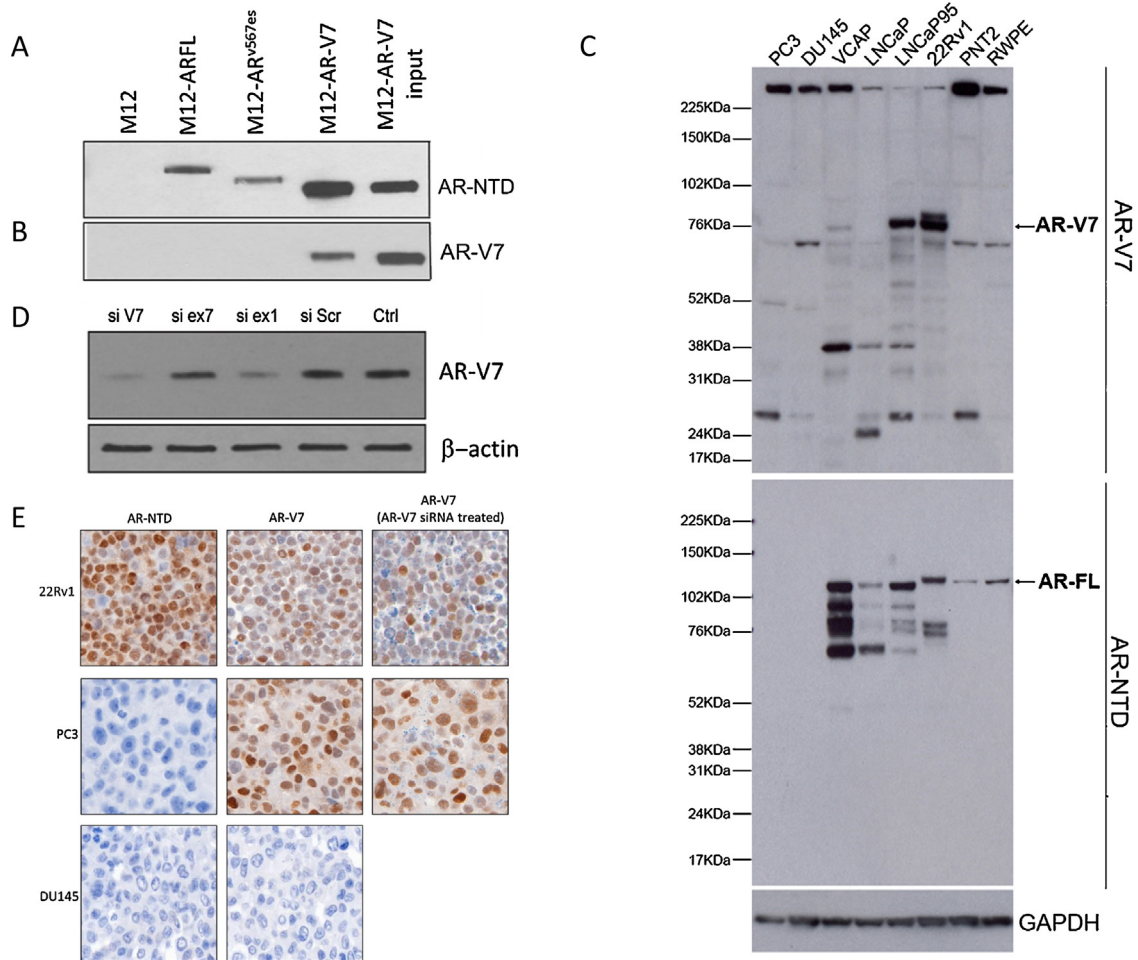 A
M12
M12-ARFL
M12-ARv567es
M12-AR-V7
M12-AR-V7
input
AR-NTD
B
AR-V7
D
si V7 si ex7 si ex1 si Scr Ctrl
AR-V7
β–actin
E
AR-NTD
AR-V7
AR-V7
(AR-V7 siRNA treated)
22Rv1
PC3
DU145
C
PC3
DU145
VCAP
LNCaP
LNCaP95
22Rv1
PNT2
RWPE
225KDa
150KDa
102KDa
76KDa
52KDa
38KDa
31KDa
24KDa
17KDa
AR-V7
AR-V7
225KDa
150KDa
102KDa
76KDa
52KDa
38KDa
31KDa
24KDa
17KDa
AR-FL
AR-NTD
GAPDH